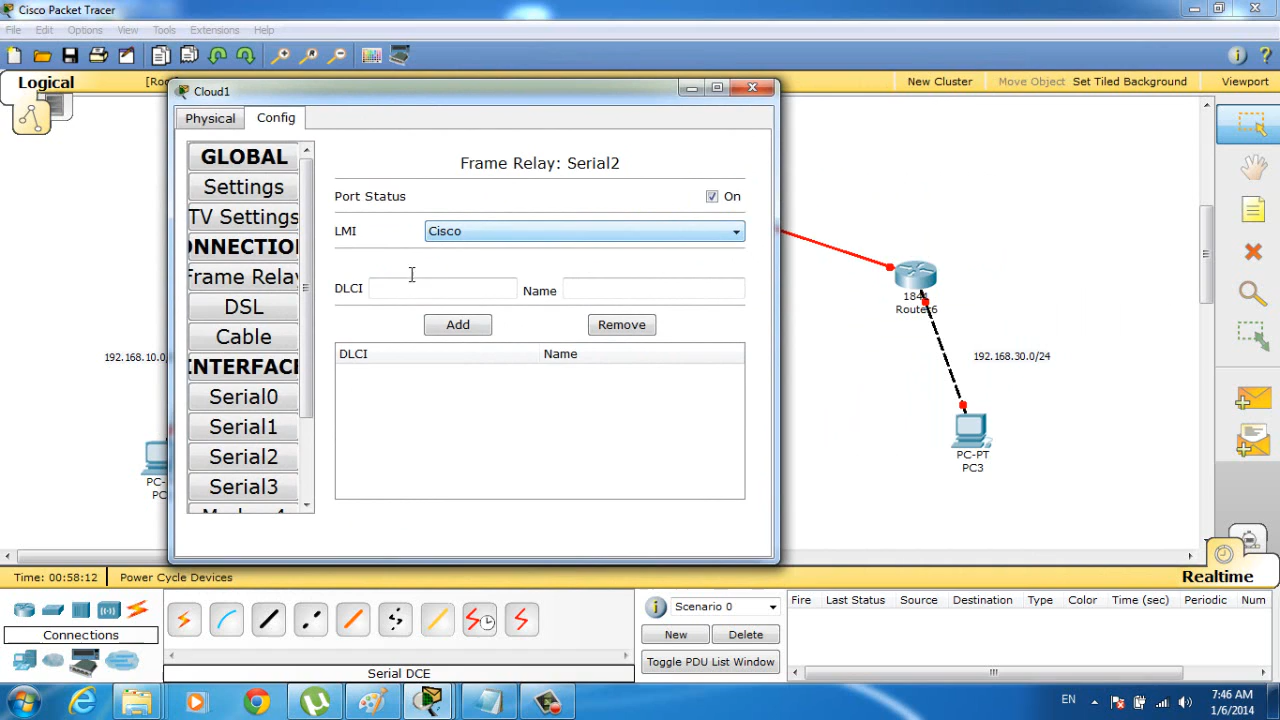 Cisco Packet Tracer
File Edit Options View Tools Extensions Help
Logical
New Cluster
Move Object
Set Tiled Background
Viewport
Cloud1
Physical
Config
GLOBAL
Settings
TV Settings
ONNECTIO
Frame Relay
DSL
Cable
INTERFACE
Serial0
Serial1
Serial2
Serial3
Frame Relay: Serial2
Port Status
On
LMI
Cisco
DLCI
Name
Add
Remove
DLCI
Name
192.168.10.0/
PC-
PC
1841
Router6
192.168.30.0/24
PC-PT
PC3
Time: 00:58:12
Power Cycle Devices
Realtime
Connections
Serial DCE
Scenario 0
New
Delete
Toggle PDU List Window
Fire Last Status Source Destination Type Color Time (sec) Periodic Num
EN
7:46 AM
1/6/2014